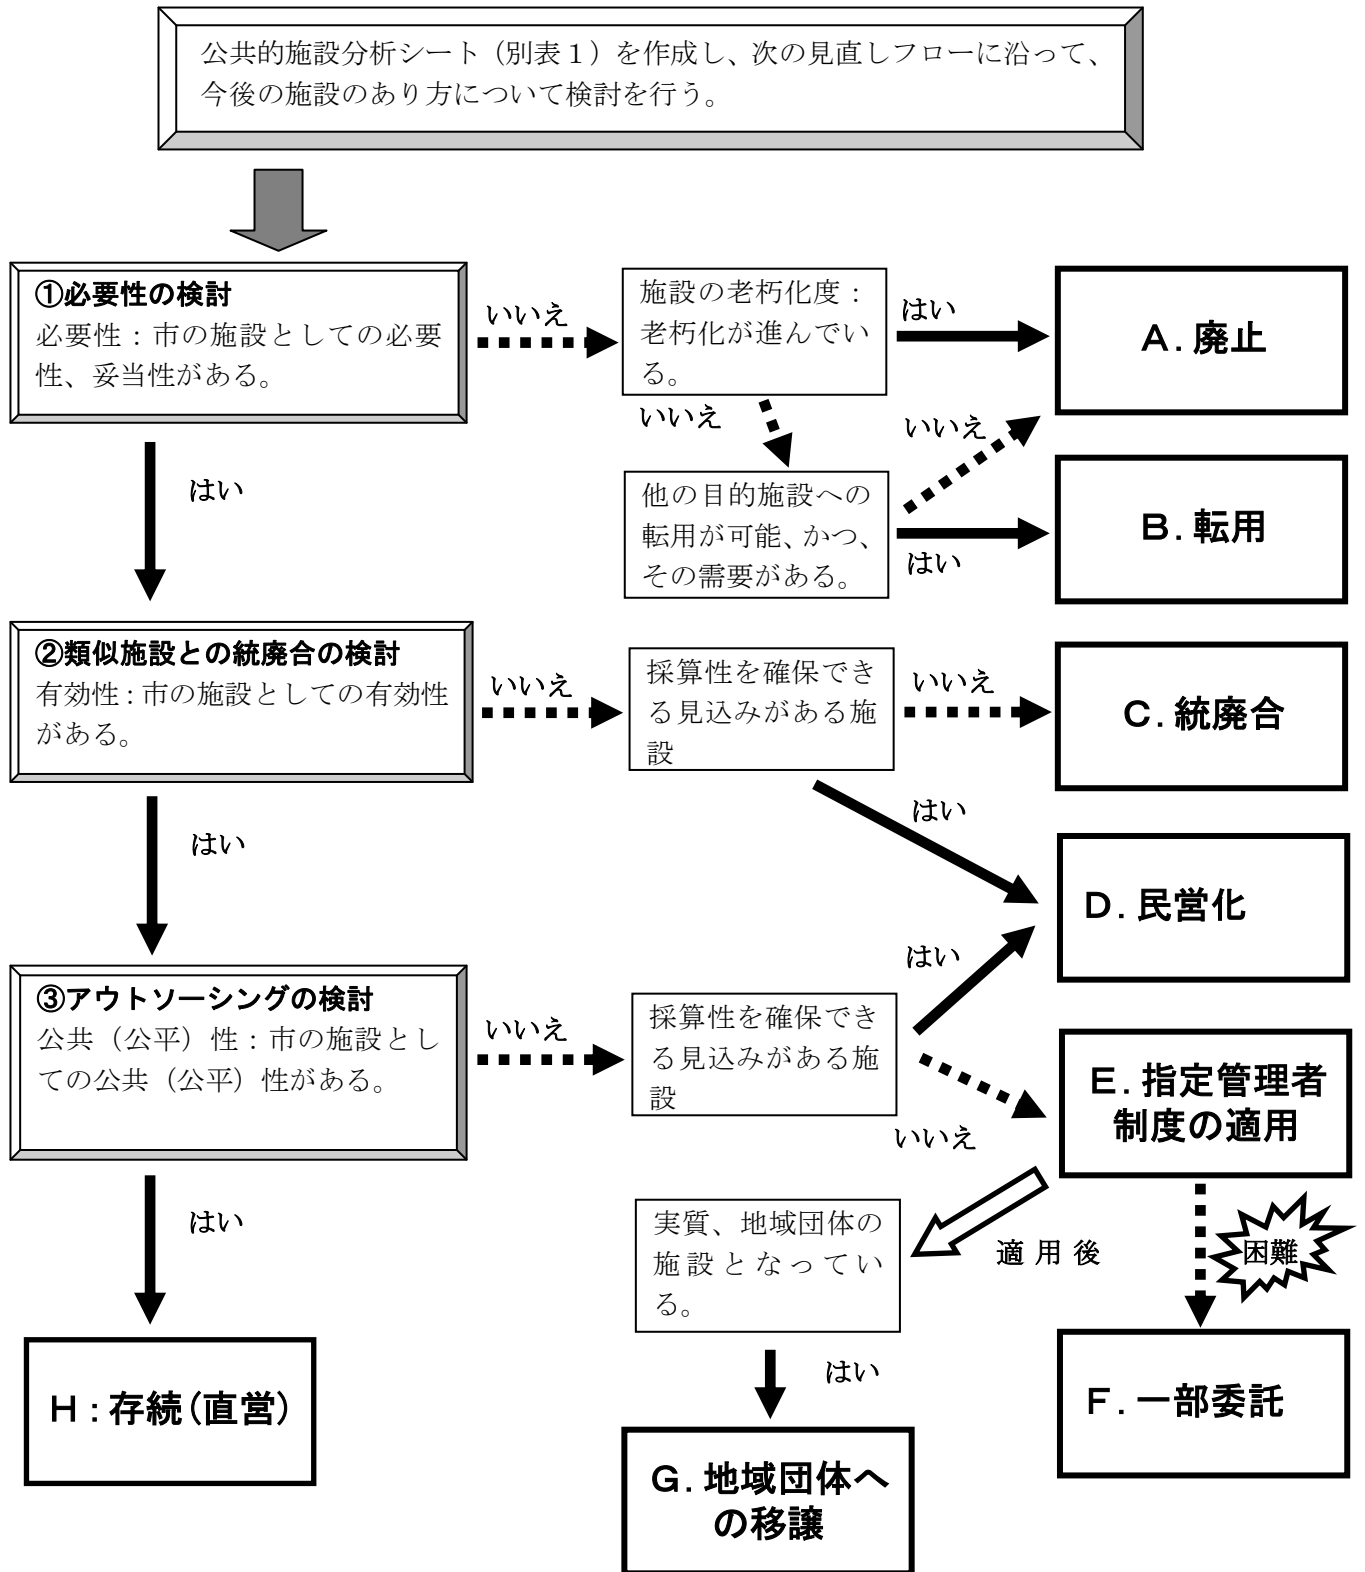 公共的施設分析シート（別表１）を作成し、次の見直しフローに沿って、
今後の施設のあり方について検討を行う。
①必要性の検討
必要性：市の施設としての必要
性、妥当性がある。
いいえ
施設の老朽化度：
老朽化が進んでい
る。
はい
Ａ．廃止
いいえ
いいえ
はい
他の目的施設への
転用が可能、かつ、
その需要がある。
はい
Ｂ．転用
②類似施設との統廃合の検討
有効性：市の施設としての有効性
がある。
いいえ
採算性を確保でき
る見込みがある施
設
いいえ
Ｃ．統廃合
はい
はい
Ｄ．民営化
③アウトソーシングの検討
公共（公平）性：市の施設とし
ての公共（公平）性がある。
いいえ
採算性を確保でき
る見込みがある施
設
はい
いいえ
Ｅ．指定管理者
制度の適用
はい
実質、地域団体の
施設となってい
る。
適用後
困難
Ｈ：存続（直営）
はい
Ｆ．一部委託
Ｇ．地域団体へ
の移譲